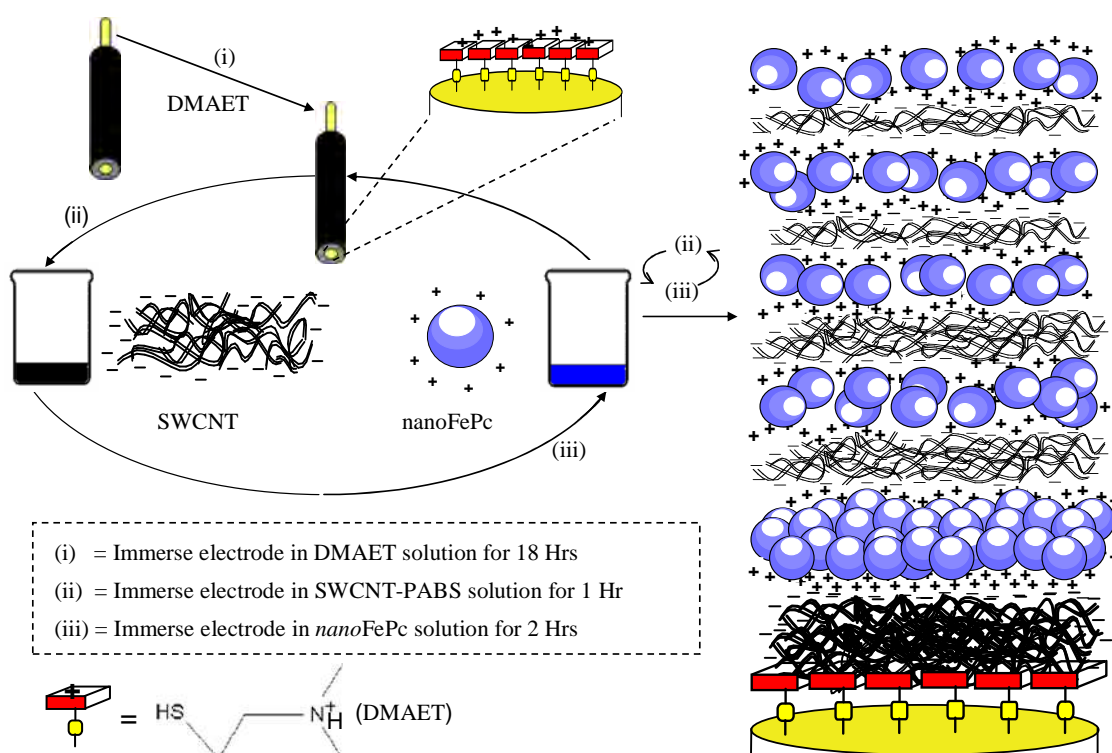 (i)
DMAET
(ii)
(ii)
(iii)
SWCNT
nanoFePc
(iii)
(i) = Immerse electrode in DMAET solution for 18 Hrs
(ii) = Immerse electrode in SWCNT-PABS solution for 1 Hr
(iii) = Immerse electrode in nanoFePc solution for 2 Hrs
= HS N+H (DMAET)